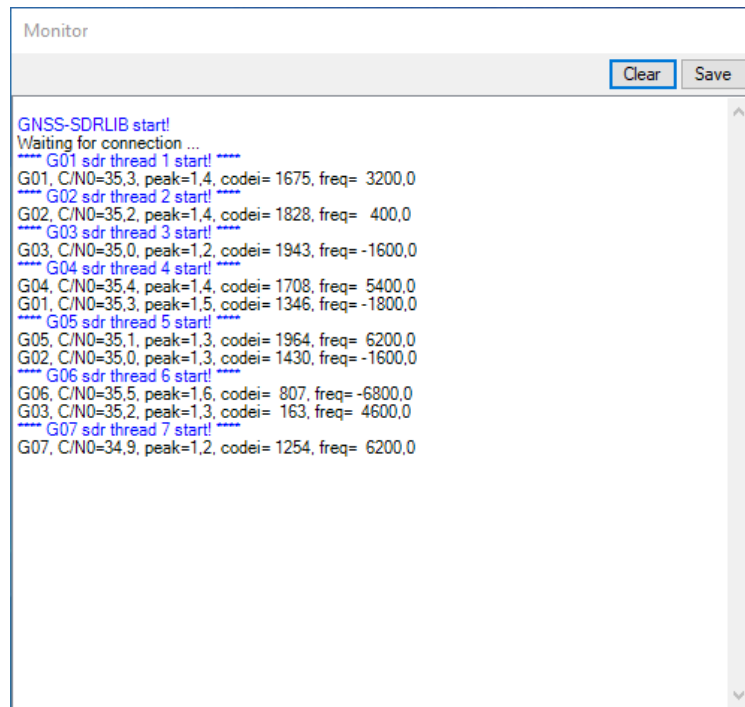 Monitor
Clear Save
GNSS-SDRLIB start!
Waiting for connection ...
**** G01 sdr thread 1 start! ****
G01, C/N0=35,3, peak=1,4, codei= 1675, freq=  3200,0
**** G02 sdr thread 2 start! ****
G02, C/N0=35,2, peak=1,4, codei= 1828, freq=   400,0
**** G03 sdr thread 3 start! ****
G03, C/N0=35,0, peak=1,2, codei= 1943, freq= -1600,0
**** G04 sdr thread 4 start! ****
G04, C/N0=35,4, peak=1,4, codei= 1708, freq=  5400,0
G01, C/N0=35,3, peak=1,5, codei= 1346, freq= -1800,0
**** G05 sdr thread 5 start! ****
G05, C/N0=35,1, peak=1,3, codei= 1964, freq=  6200,0
G02, C/N0=35,0, peak=1,3, codei= 1430, freq= -1600,0
**** G06 sdr thread 6 start! ****
G06, C/N0=35,5, peak=1,6, codei=  807, freq= -6800,0
G03, C/N0=35,2, peak=1,3, codei=  163, freq=  4600,0
**** G07 sdr thread 7 start! ****
G07, C/N0=34,9, peak=1,2, codei= 1254, freq=  6200,0